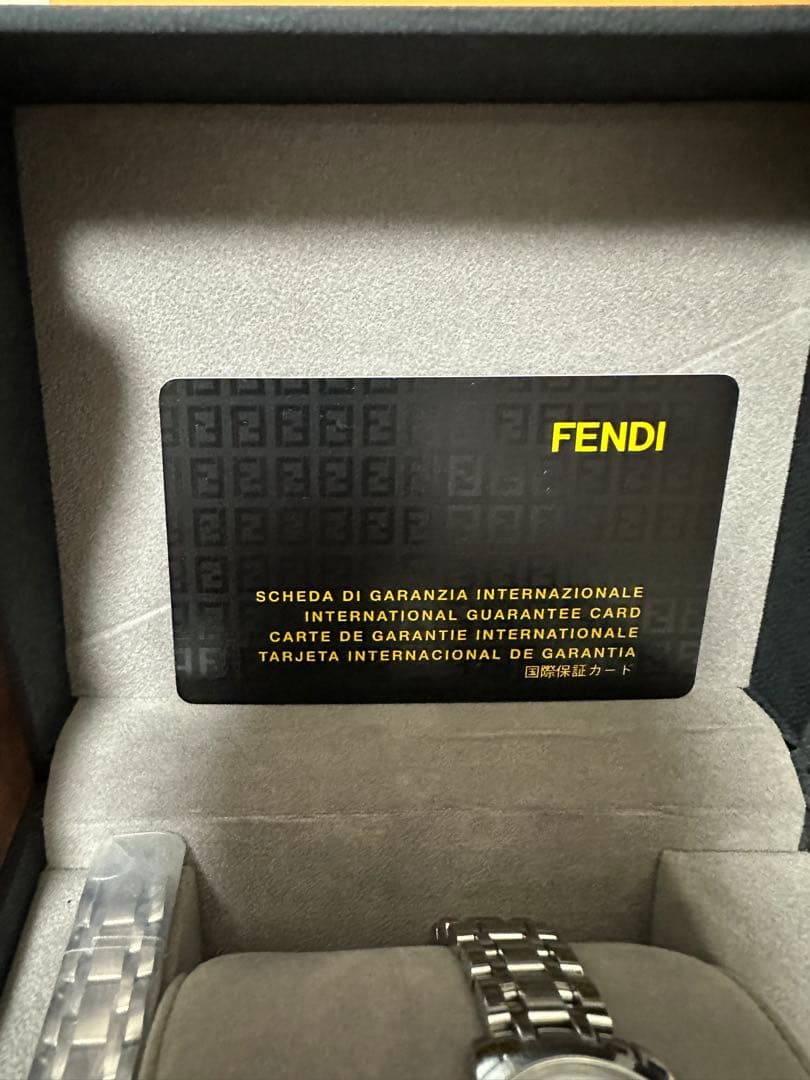 FENDI
SCHEDA DI GARANZIA INTERNAZIONALE
INTERNATIONAL GUARANTEE CARD
CARTE DE GARANTIE INTERNATIONALE
TARJETA INTERNACIONAL DE GARANTIA
国際保証カード